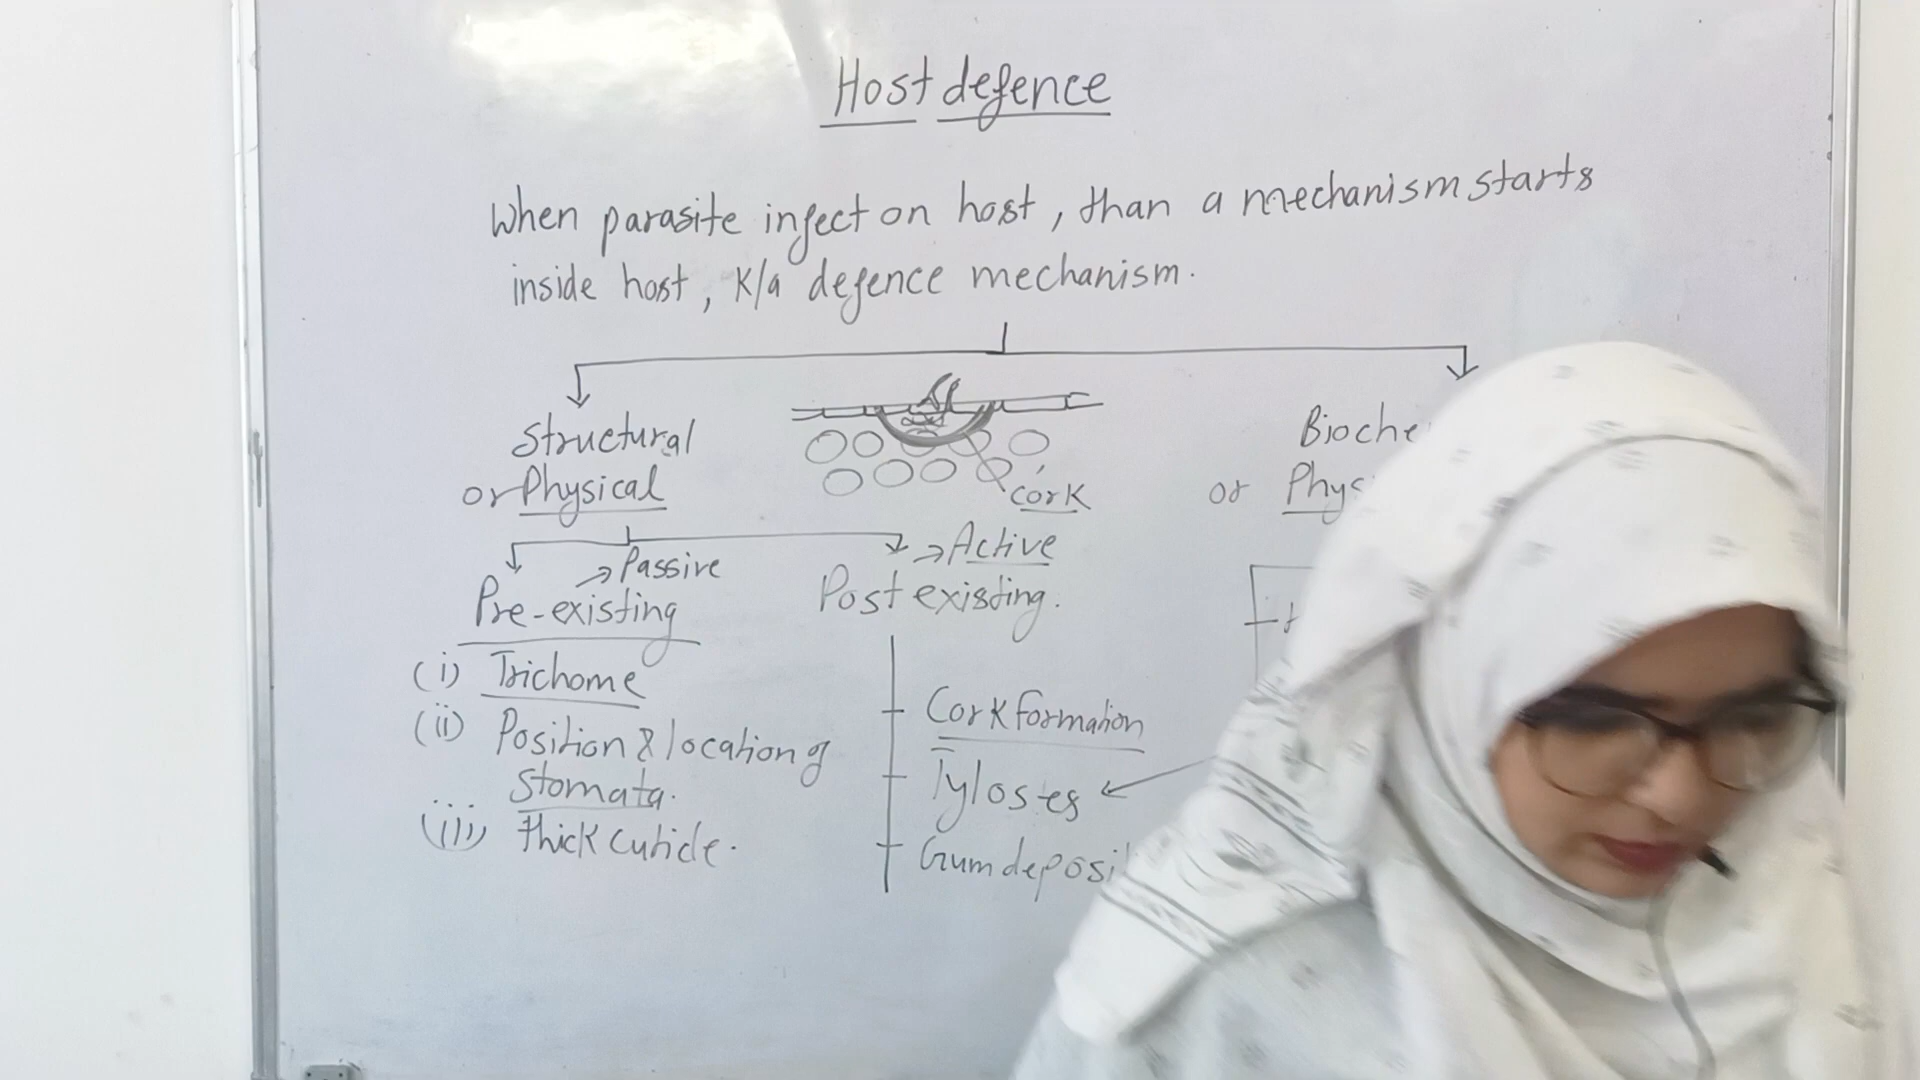 Host defence
When parasite infect on host, than a mechanism starts
inside host, K/a defence mechanism.
Structural
or Physical
cork
Bioche
or Phys
→ Passive
→ Active
Pre-existing
Post existing.
(i) Trichome
(ii) Position & location of
Stomata.
(iii) thick cuticle.
Cork formation
Tyloses
Gum deposi